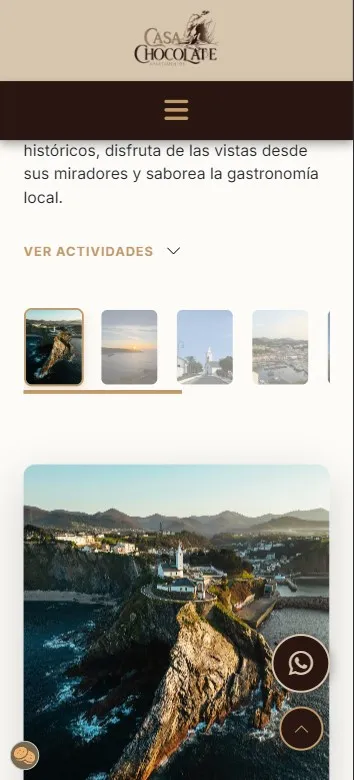 CASA
CHOCOLATE
históricos, disfruta de las vistas desde
sus miradores y saborea la gastronomía
local.
VER ACTIVIDADES